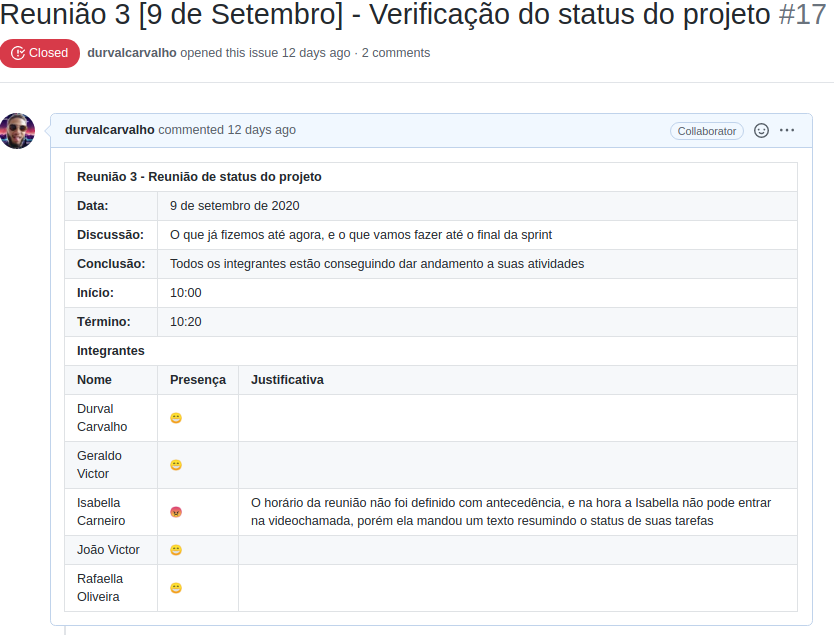 Reunião 3 [9 de Setembro] - Verificação do status do projeto #17
Closed durvalcarvalho opened this issue 12 days ago · 2 comments
durvalcarvalho commented 12 days ago Collaborator
Reunião 3 - Reunião de status do projeto
Data: 9 de setembro de 2020
Discussão: O que já fizemos até agora, e o que vamos fazer até o final da sprint
Conclusão: Todos os integrantes estão conseguindo dar andamento a suas atividades
Início: 10:00
Término: 10:20
Integrantes
Nome Presença Justificativa
Durval
Carvalho
😁
Geraldo
Victor
😁
Isabella
Carneiro
😡
O horário da reunião não foi definido com antecedência, e na hora a Isabella não pode entrar
na videochamada, porém ela mandou um texto resumindo o status de suas tarefas
João Victor 😁
Rafaella
Oliveira
😁